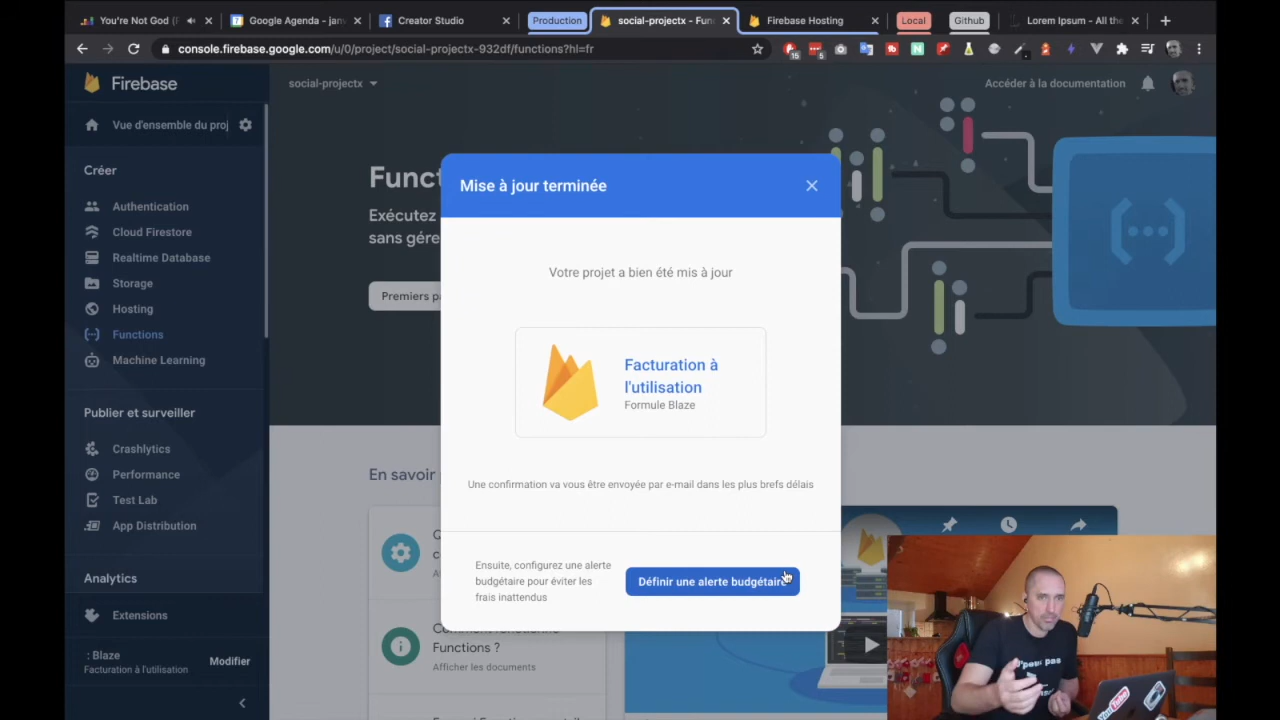 You're Not God (
Google Agenda - jan
Creator Studio
Production
social-projectx - Fun
Firebase Hosting
Local
Github
Lorem Ipsum - All the
console.firebase.google.com/u/0/project/social-projectx-932df/functions?hl=fr
15
5
Firebase
social-projectx
Accéder à la documentation
Vue d'ensemble du proj
Créer
Authentication
Cloud Firestore
Realtime Database
Storage
Hosting
Functions
Machine Learning
Publier et surveiller
Crashlytics
Performance
Test Lab
App Distribution
Analytics
Extensions
: Blaze
Facturation à l'utilisation
Modifier
Funct
Exécutez
sans gére
Premiers pa
En savoir
Mise à jour terminée
Votre projet a bien été mis à jour
Facturation à
l'utilisation
Formule Blaze
Une confirmation va vous être envoyée par e-mail dans les plus brefs délais
Ensuite, configurez une alerte
budgétaire pour éviter les
frais inattendus
Définir une alerte budgétaire
Functions ?
Afficher les documents